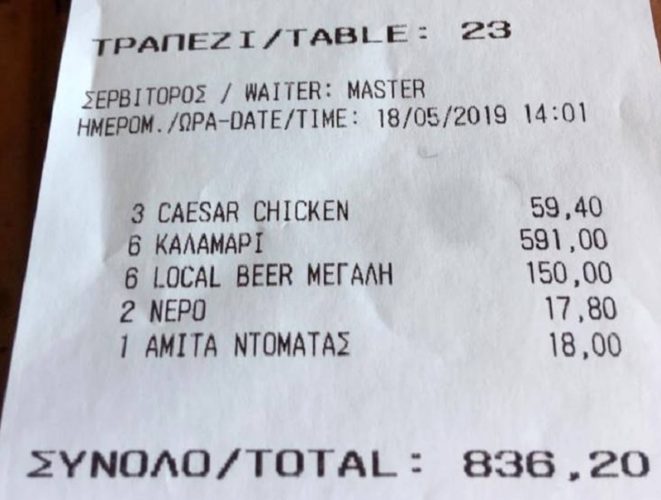 ΤΡΑΠΕΖΙ/TABLE: 23
ΣΕΡΒΙΤΟΡΟΣ / WAITER: MASTER
ΗΜΕΡΟΜ./ΩΡΑ-DATE/TIME: 18/05/2019 14:01
3 CAESAR CHICKEN 59,40
6 ΚΑΛΑΜΑΡΙ 591,00
6 LOCAL BEER ΜΕΓΑΛΗ 150,00
2 ΝΕΡΟ 17,80
1 ΑΜΙΤΑ ΝΤΟΜΑΤΑΣ 18,00
ΣΥΝΟΛΟ/TOTAL: 836,20